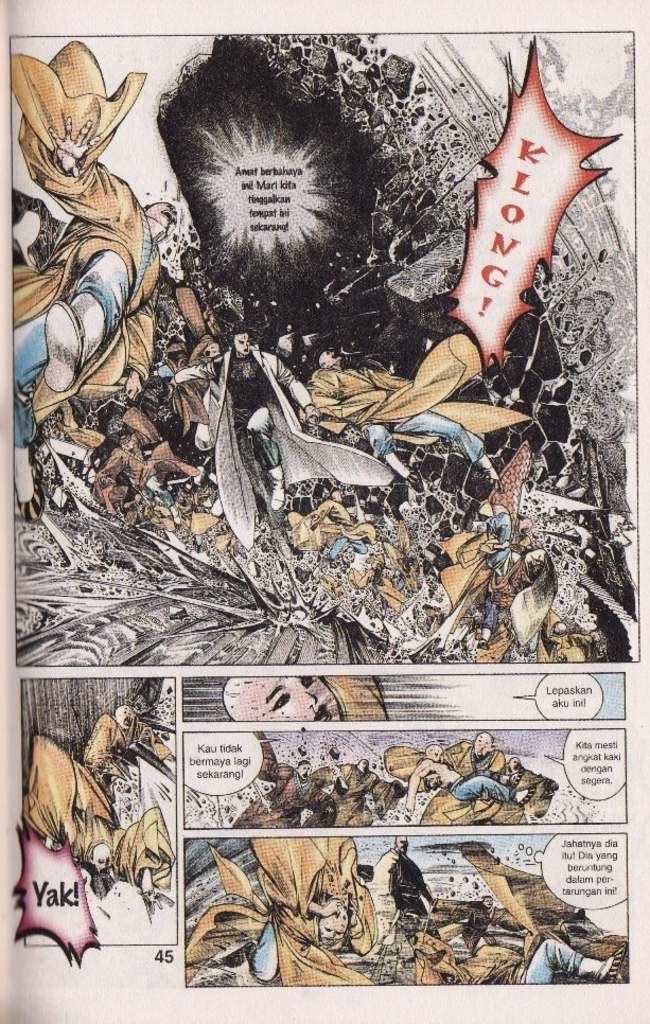 Amat berbahaya
ini! Mari kita
tinggalkan
tempat ini
sekarang!
KLONG!
Lepaskan
aku ini!
Kau tidak
bermaya lagi
sekarang!
Kita mesti
angkat kaki
dengan
segera.
Yak!
Jahatnya dia
itu! Dia yang
beruntung
dalam per-
tarungan ini!
45